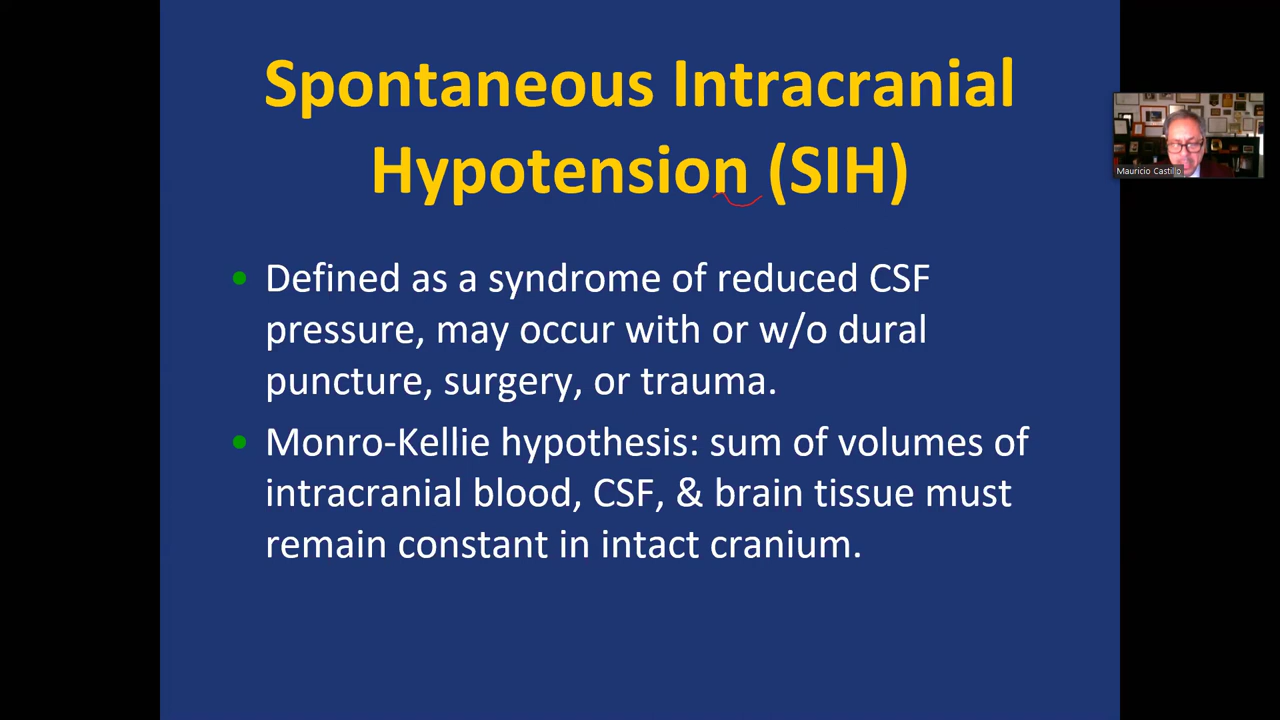 Spontaneous Intracranial
Hypotension (SIH)
• Defined as a syndrome of reduced CSF
pressure, may occur with or w/o dural
puncture, surgery, or trauma.
• Monro-Kellie hypothesis: sum of volumes of
intracranial blood, CSF, & brain tissue must
remain constant in intact cranium.
Mauricio Castillo